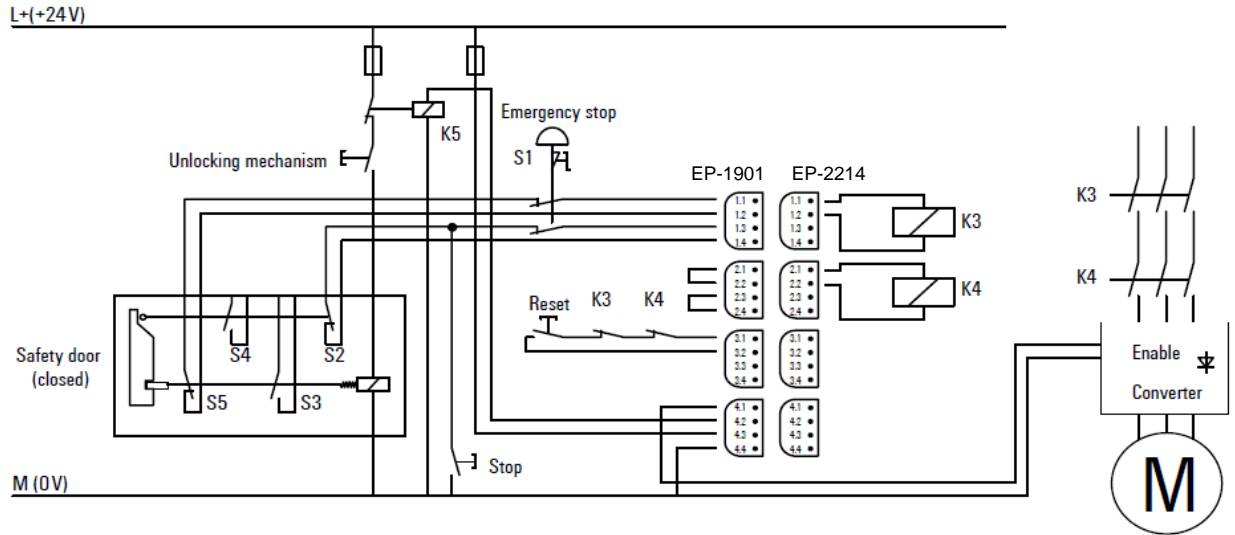 L+(+24V)
K5
Emergency stop
S1
Unlocking mechanism
EP-1901
EP-2214
1.1
1.2
1.3
1.4
1.1
1.2
1.3
1.4
K3
K3
2.1
2.2
2.3
2.4
2.1
2.2
2.3
2.4
K4
K4
Reset
K3
K4
3.1
3.2
3.3
3.4
3.1
3.2
3.3
3.4
S4
S2
Safety door
(closed)
S5
S3
Enable
Converter
4.1
4.2
4.3
4.4
4.1
4.2
4.3
4.4
Stop
M (0V)
M